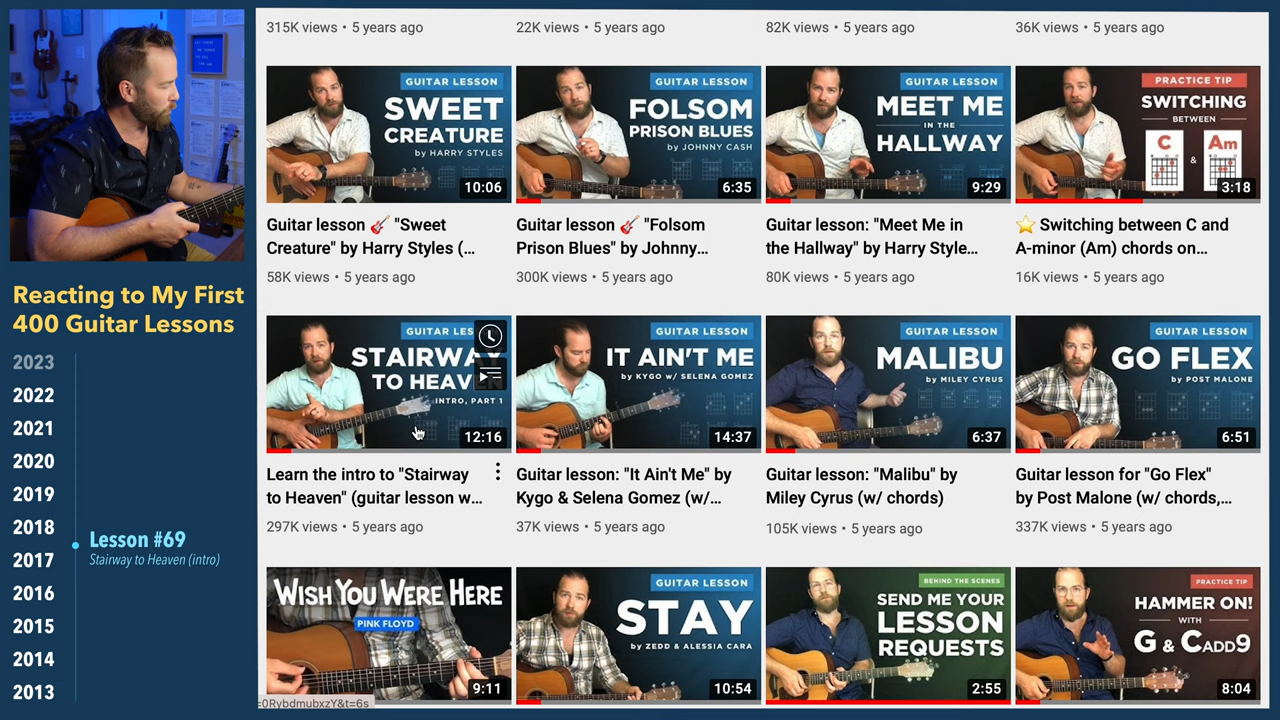 315K views • 5 years ago
22K views • 5 years ago
82K views • 5 years ago
36K views • 5 years ago
GUITAR LESSON
SWEET
CREATURE
by HARRY STYLES
10:06
GUITAR LESSON
FOLSOM
PRISON BLUES
by JOHNNY CASH
6:35
GUITAR LESSON
MEET ME
IN THE
HALLWAY
9:29
PRACTICE TIP
SWITCHING
BETWEEN
C & Am
3:18
Guitar lesson 🎸 "Sweet
Creature" by Harry Styles (...
58K views • 5 years ago
Guitar lesson 🎸 "Folsom
Prison Blues" by Johnny...
300K views • 5 years ago
Guitar lesson: "Meet Me in
the Hallway" by Harry Style...
80K views • 5 years ago
⭐ Switching between C and
A-minor (Am) chords on...
16K views • 5 years ago
Reacting to My First
400 Guitar Lessons
2023
2022
2021
2020
2019
2018
2017
2016
2015
2014
2013
Lesson #69
Stairway to Heaven (intro)
GUITAR LES
STAIRWAY
TO HEAVEN
INTRO, PART 1
12:16
GUITAR LESSON
IT AIN'T ME
by KYGO w/ SELENA GOMEZ
14:37
GUITAR LESSON
MALIBU
by MILEY CYRUS
6:37
GUITAR LESSON
GO FLEX
by POST MALONE
6:51
Learn the intro to "Stairway
to Heaven" (guitar lesson w...
297K views • 5 years ago
Guitar lesson: "It Ain't Me" by
Kygo & Selena Gomez (w/...
37K views • 5 years ago
Guitar lesson: "Malibu" by
Miley Cyrus (w/ chords)
105K views • 5 years ago
Guitar lesson for "Go Flex"
by Post Malone (w/ chords,...
337K views • 5 years ago
WISH YOU WERE HERE
PINK FLOYD
9:11
GUITAR LESSON
STAY
by ZEDD & ALESSIA CARA
10:54
BEHIND THE SCENES
SEND ME YOUR
LESSON
REQUESTS
2:55
PRACTICE TIP
HAMMER ON!
WITH
G & CADD9
8:04
=0RybdmubxzY&t=6s